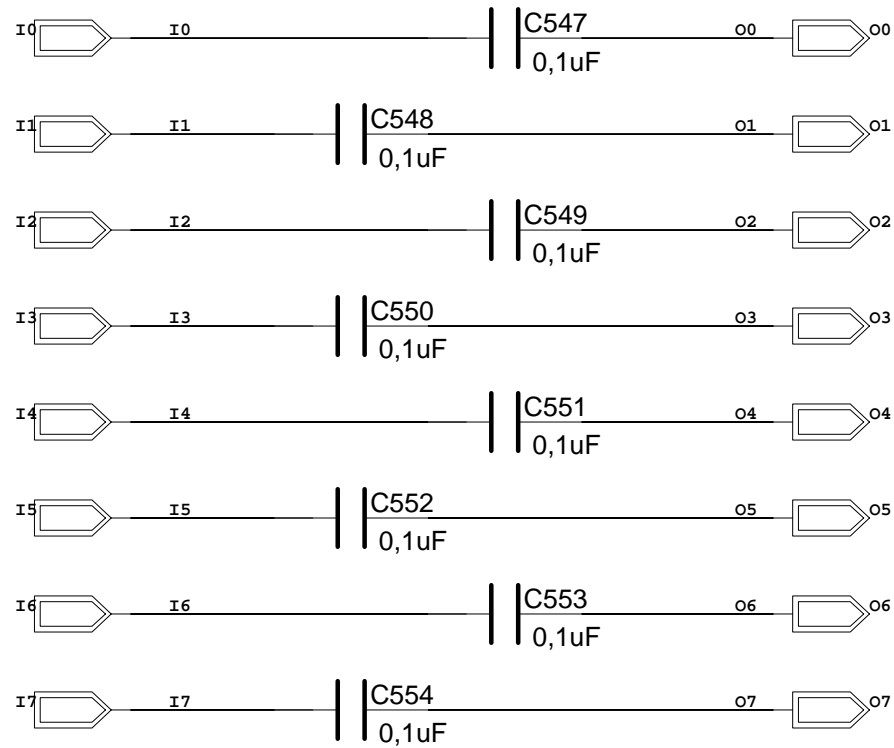 I0 I0 C547 O0 O0
0,1uF
I1 I1 C548 O1 O1
0,1uF
I2 I2 C549 O2 O2
0,1uF
I3 I3 C550 O3 O3
0,1uF
I4 I4 C551 O4 O4
0,1uF
I5 I5 C552 O5 O5
0,1uF
I6 I6 C553 O6 O6
0,1uF
I7 I7 C554 O7 O7
0,1uF